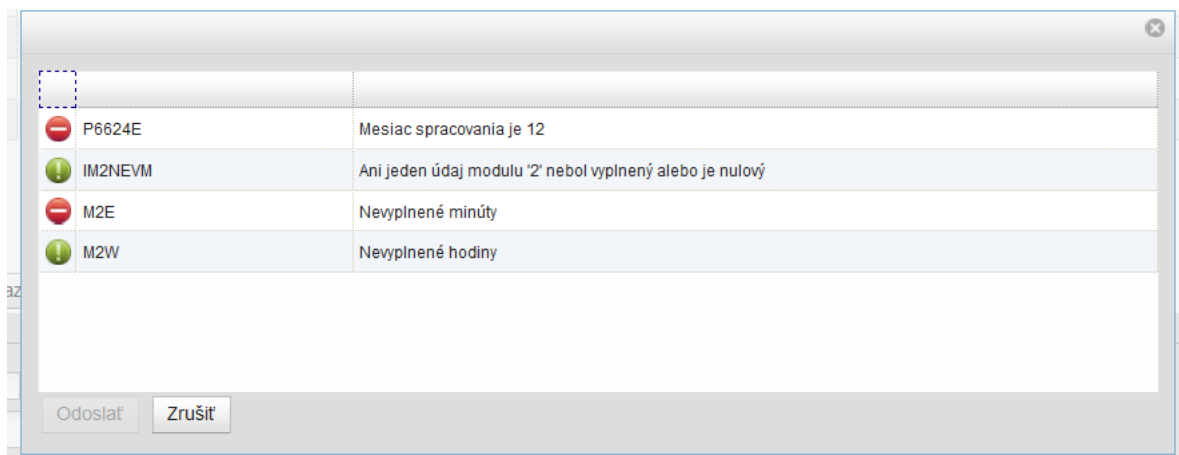 P6624E Mesiac spracovania je 12
IM2NEVM Ani jeden údaj modulu '2' nebol vyplnený alebo je nulový
M2E Nevyplnené minúty
M2W Nevyplnené hodiny
az
Odoslať Zrušiť